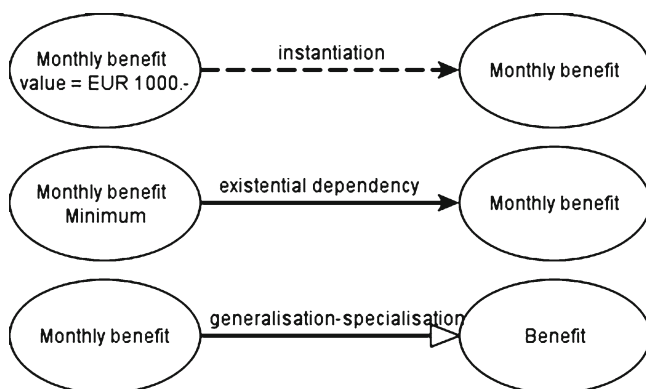 Monthly benefit
value = EUR 1000.-
instantiation
Monthly benefit
Monthly benefit
Minimum
existential dependency
Monthly benefit
Monthly benefit
generalisation-specialisation
Benefit